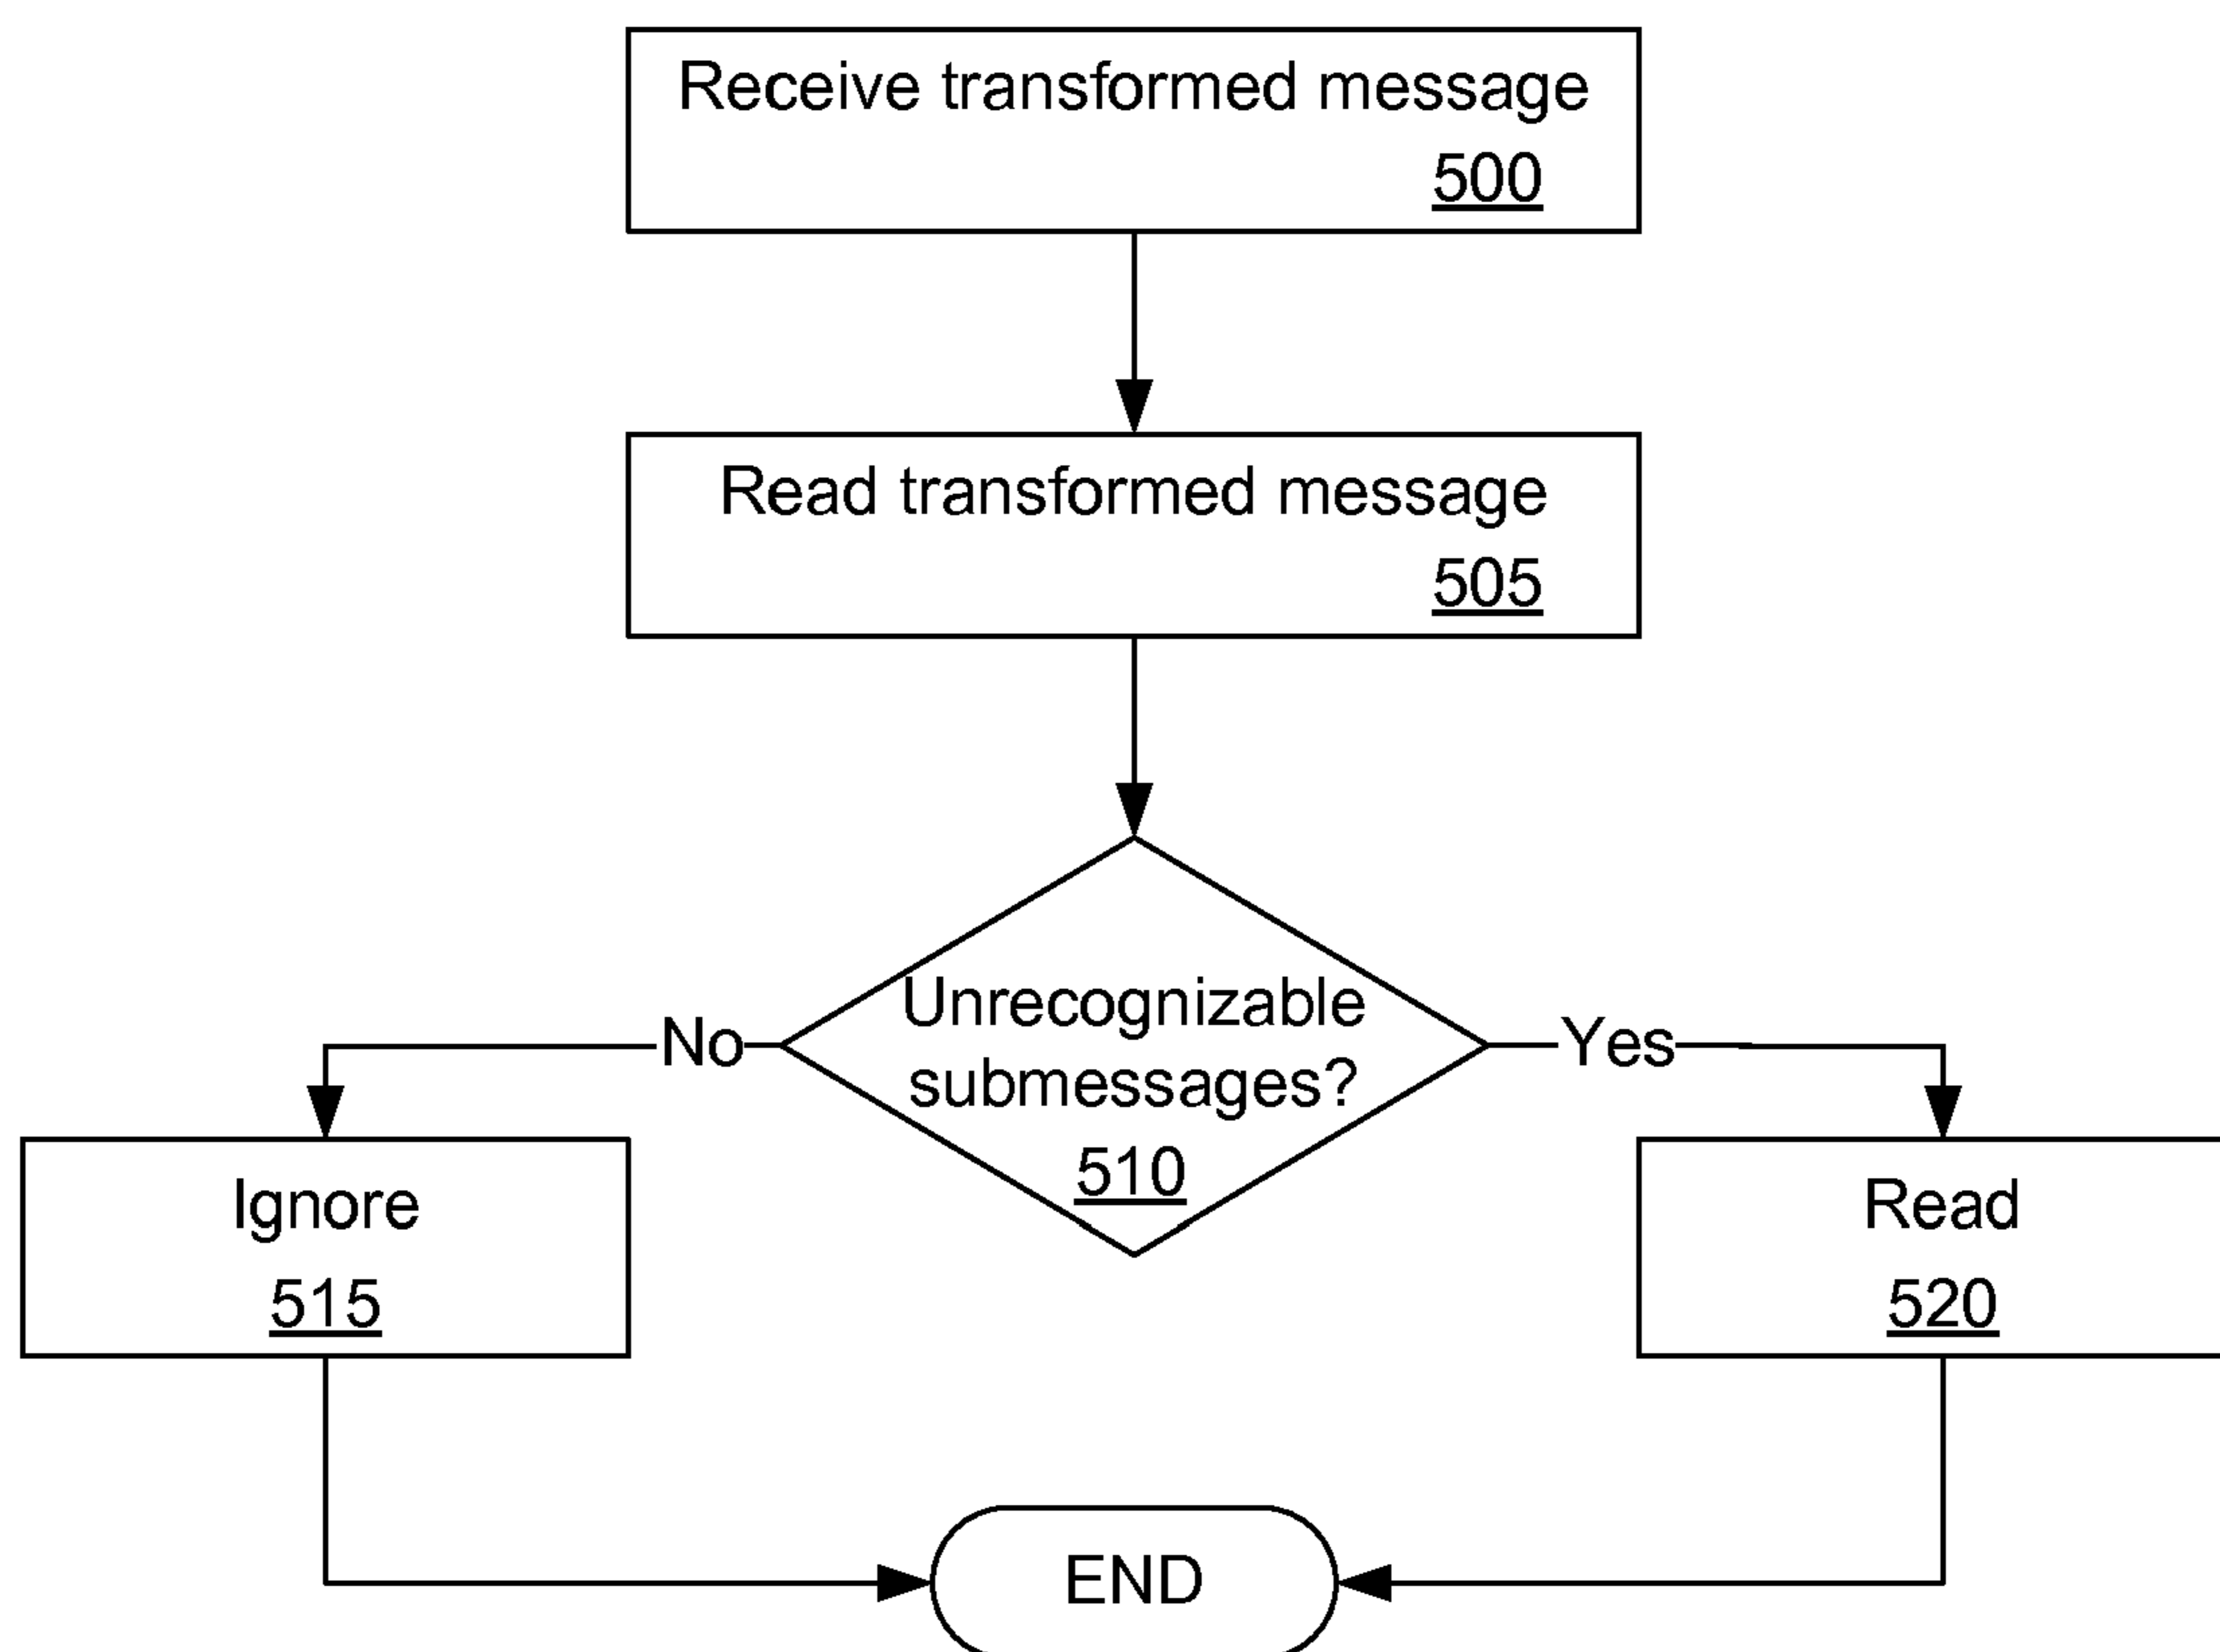 Receive transformed message
500
Read transformed message
505
Unrecognizable
submessages?
510
No
Yes
Ignore
515
Read
520
END